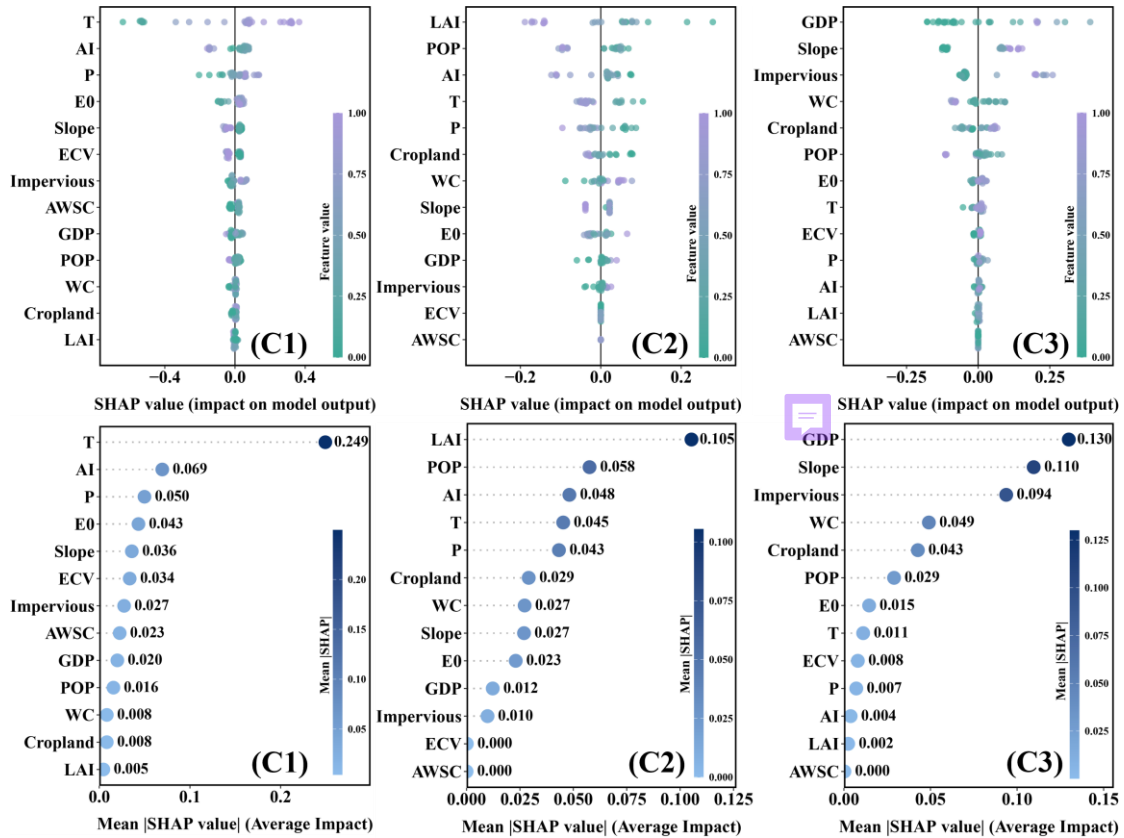 T
AI
P
E0
Slope
ECV
Impervious
AWSC
GDP
POP
WC
Cropland
LAI
1.00
0.75
0.50
0.25
0.00
Feature value
(C1)
−0.4
0.0
0.4
SHAP value (impact on model output)
LAI
POP
AI
T
P
Cropland
WC
Slope
E0
GDP
Impervious
ECV
AWSC
1.00
0.75
0.50
0.25
0.00
Feature value
(C2)
−0.2
0.0
0.2
SHAP value (impact on model output)
GDP
Slope
Impervious
WC
Cropland
POP
E0
T
ECV
P
AI
LAI
AWSC
1.00
0.75
0.50
0.25
0.00
Feature value
(C3)
−0.25
0.00
0.25
SHAP value (impact on model output)
T 0.249
AI 0.069
P 0.050
E0 0.043
Slope 0.036
ECV 0.034
Impervious 0.027
AWSC 0.023
GDP 0.020
POP 0.016
WC 0.008
Cropland 0.008
LAI 0.005
0.20
0.15
0.10
0.05
Mean |SHAP|
(C1)
0.0
0.1
0.2
Mean |SHAP value| (Average Impact)
LAI 0.105
POP 0.058
AI 0.048
T 0.045
P 0.043
Cropland 0.029
WC 0.027
Slope 0.027
E0 0.023
GDP 0.012
Impervious 0.010
ECV 0.000
AWSC 0.000
0.100
0.075
0.050
0.025
0.000
Mean |SHAP|
(C2)
0.000
0.025
0.050
0.075
0.100
0.125
Mean |SHAP value| (Average Impact)
GDP 0.130
Slope 0.110
Impervious 0.094
WC 0.049
Cropland 0.043
POP 0.029
E0 0.015
T 0.011
ECV 0.008
P 0.007
AI 0.004
LAI 0.002
AWSC 0.000
0.125
0.100
0.075
0.050
0.025
0.000
Mean |SHAP|
(C3)
0.00
0.05
0.10
0.15
Mean |SHAP value| (Average Impact)